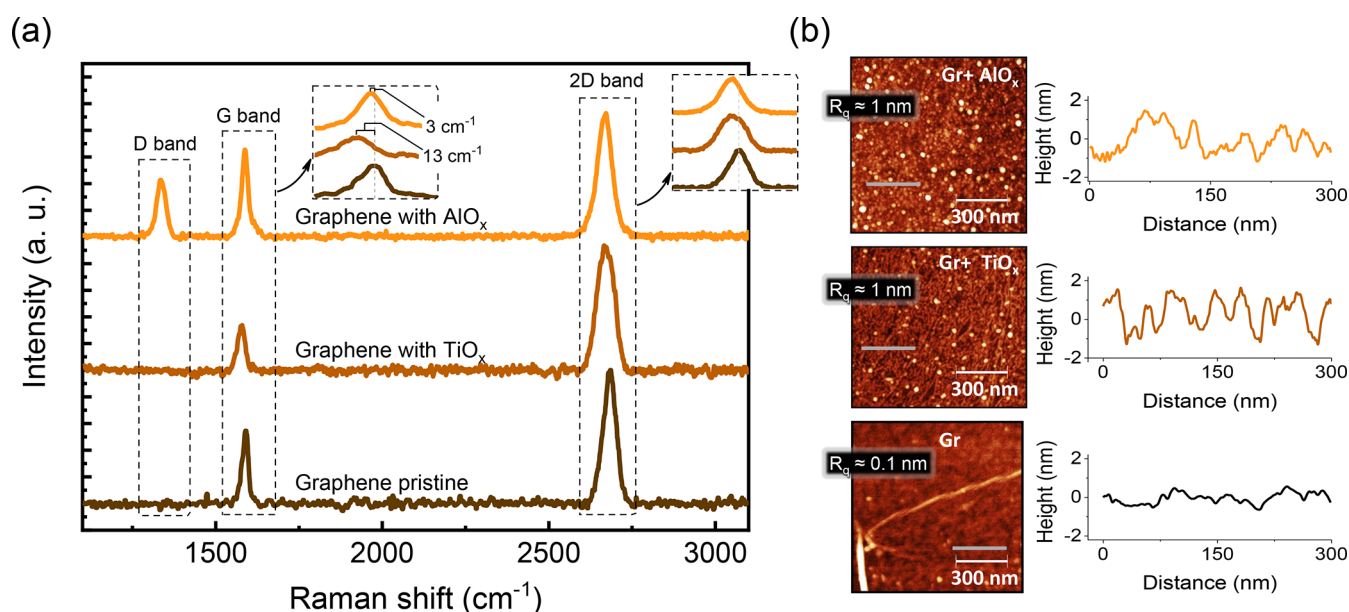 (a)
Intensity (a. u.)
D band
G band
2D band
3 cm⁻¹
13 cm⁻¹
Graphene with AlOₓ
Graphene with TiOₓ
Graphene pristine
1500
2000
2500
3000
Raman shift (cm⁻¹)
(b)
Gr+ AlOₓ
R_q ≈ 1 nm
300 nm
Height (nm)
2
0
-2
0
150
300
Distance (nm)
Gr+ TiOₓ
R_q ≈ 1 nm
300 nm
Height (nm)
2
0
-2
0
150
300
Distance (nm)
Gr
R_q ≈ 0.1 nm
300 nm
Height (nm)
2
0
-2
0
150
300
Distance (nm)